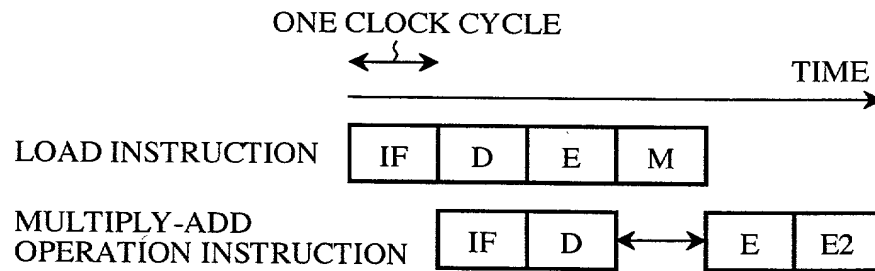 ONE CLOCK CYCLE
TIME
LOAD INSTRUCTION IF D E M
MULTIPLY-ADD
OPERATION INSTRUCTION IF D E E2